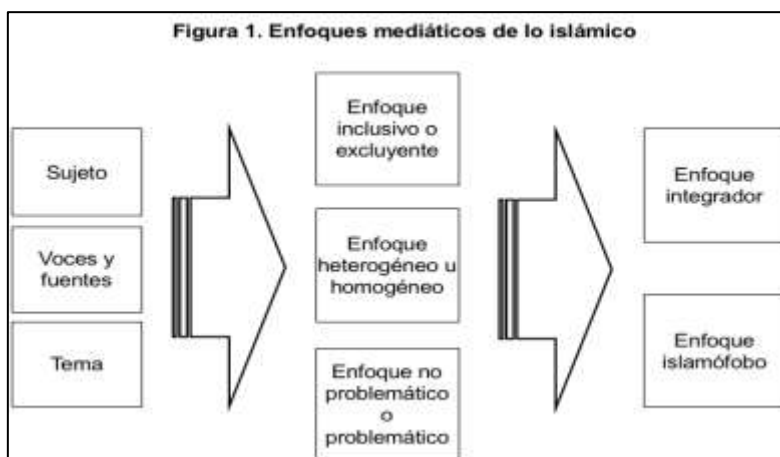 Figura 1. Enfoques mediáticos de lo islámico
Sujeto
Voces y
fuentes
Tema
Enfoque
inclusivo o
excluyente
Enfoque
heterogéneo u
homogéneo
Enfoque no
problemático
o
problemático
Enfoque
integrador
Enfoque
islamófobo